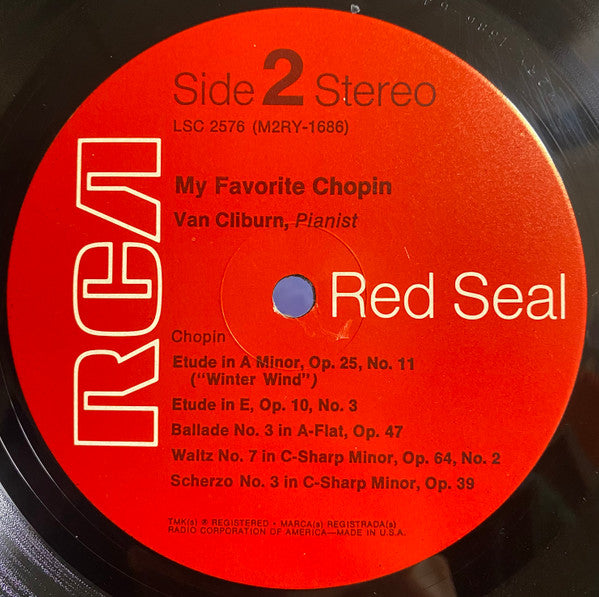 Side 2 Stereo
LSC 2576 (M2RY-1686)
RCA
My Favorite Chopin
Van Cliburn, Pianist
Red Seal
Chopin
Etude in A Minor, Op. 25, No. 11
("Winter Wind")
Etude in E, Op. 10, No. 3
Ballade No. 3 in A-Flat, Op. 47
Waltz No. 7 in C-Sharp Minor, Op. 64, No. 2
Scherzo No. 3 in C-Sharp Minor, Op. 39
TMK(s) ® REGISTERED • MARCA(s) REGISTRADA(s)
RADIO CORPORATION OF AMERICA—MADE IN U.S.A.